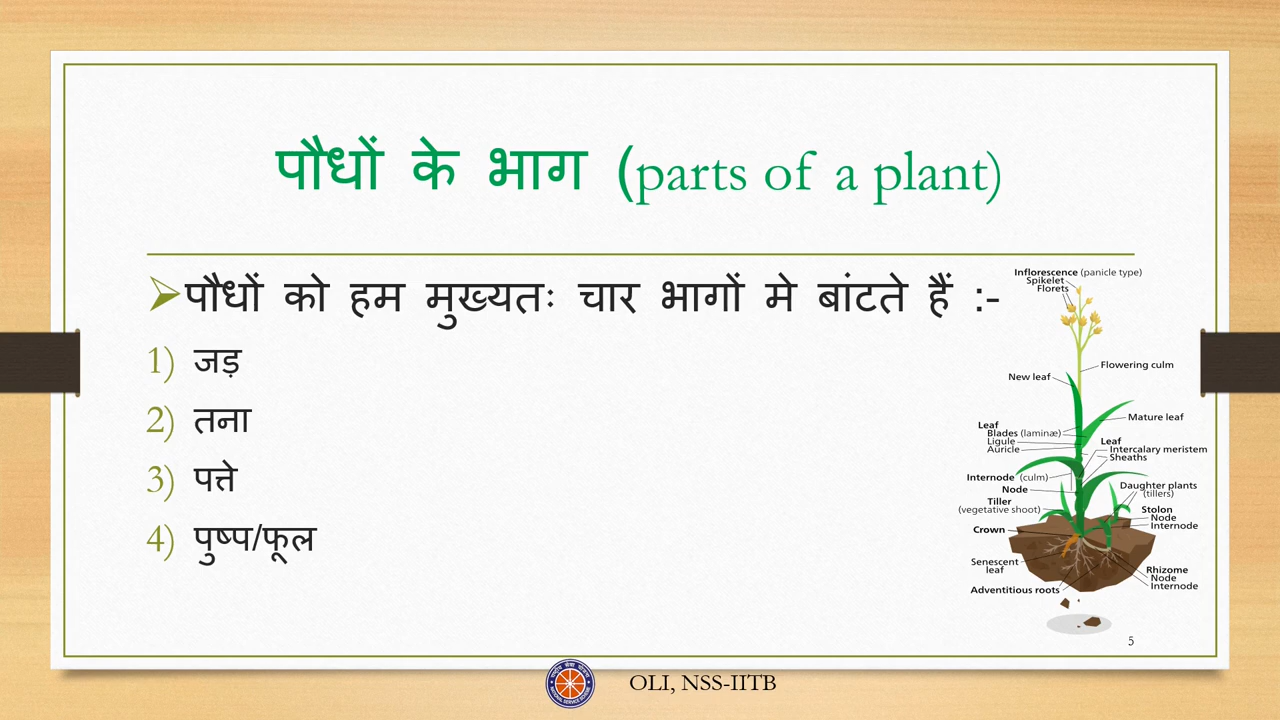 पौधों के भाग (parts of a plant)
➢पौधों को हम मुख्यतः चार भागों मे बांटते हैं :-
1) जड़
2) तना
3) पत्ते
4) पुष्प/फूल
Inflorescence (panicle type)
Spikelet
Florets
Flowering culm
New leaf
Mature leaf
Leaf
Blades (laminæ)
Ligule
Auricle
Leaf
Intercalary meristem
Sheaths
Internode (culm)
Node
Tiller
(vegetative shoot)
Daughter plants
(tillers)
Stolon
Node
Internode
Crown
Senescent
leaf
Adventitious roots
Rhizome
Node
Internode
5
OLI, NSS-IITB